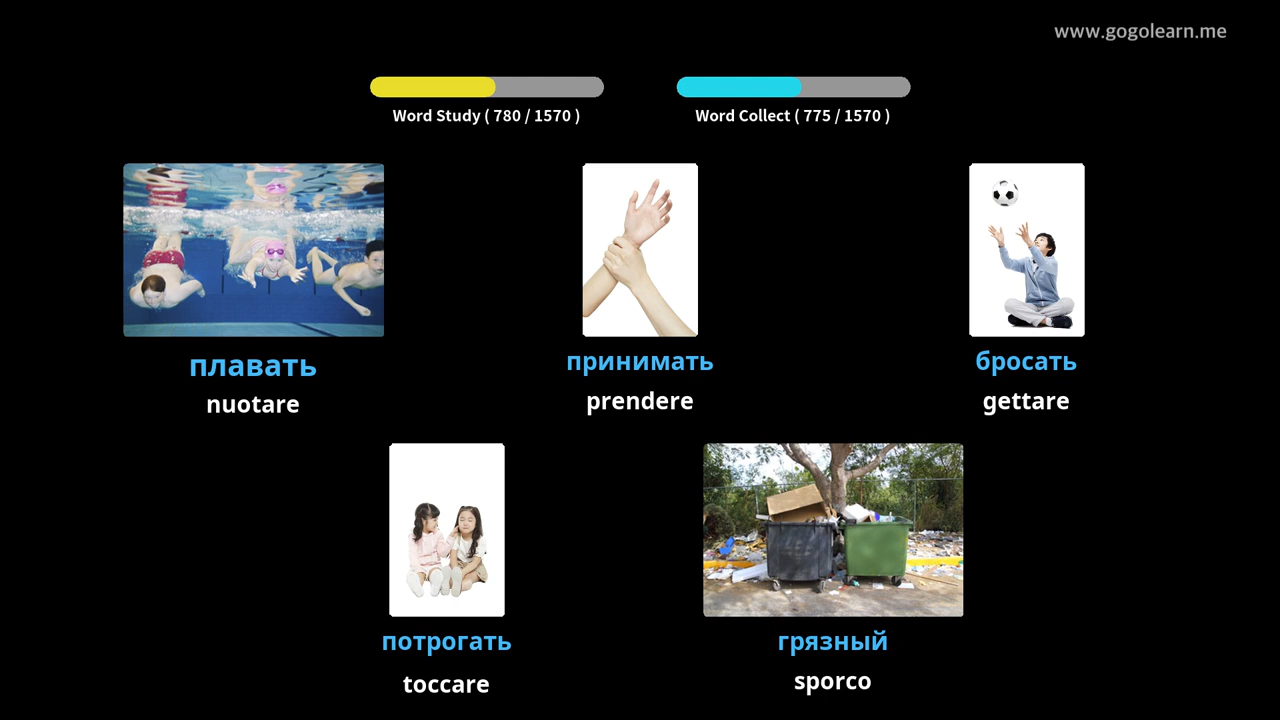 www.gogolearn.me
Word Study ( 780 / 1570 )
Word Collect ( 775 / 1570 )
плавать
nuotare
принимать
prendere
бросать
gettare
потрогать
toccare
грязный
sporco